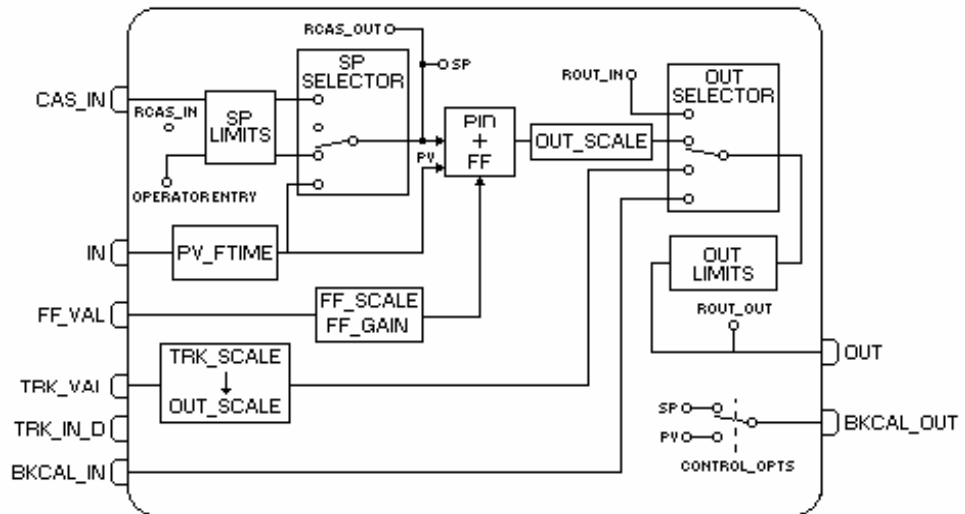 RCAS_OUT
SP
SP
SELECTOR
ROUT_IN
OUT
SELECTOR
CAS_IN
RCAS_IN
SP
LIMITS
PID
+
FF
OUT_SCALE
PV
OPERATOR ENTRY
IN
PV_FTIME
OUT
LIMITS
FF_VAL
FF_SCALE
FF_GAIN
ROUT_OUT
OUT
TRK_VAL
TRK_SCALE
OUT_SCALE
TRK_IN_D
SP
PV
BKCAL_OUT
CONTROL_OPTS
BKCAL_IN